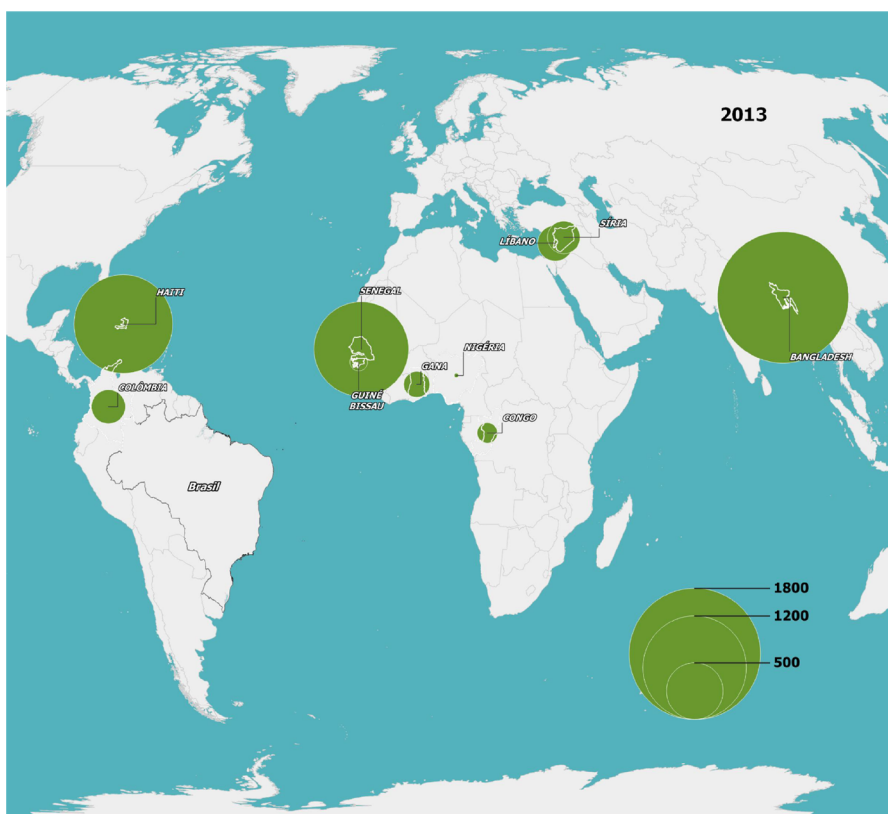 2013
SÍRIA
LÍBANO
HAITI
SENEGAL
NIGÉRIA
BANGLADESH
GANA
COLÔMBIA
GUINÉ
BISSAU
CONGO
Brasil
1800
1200
500